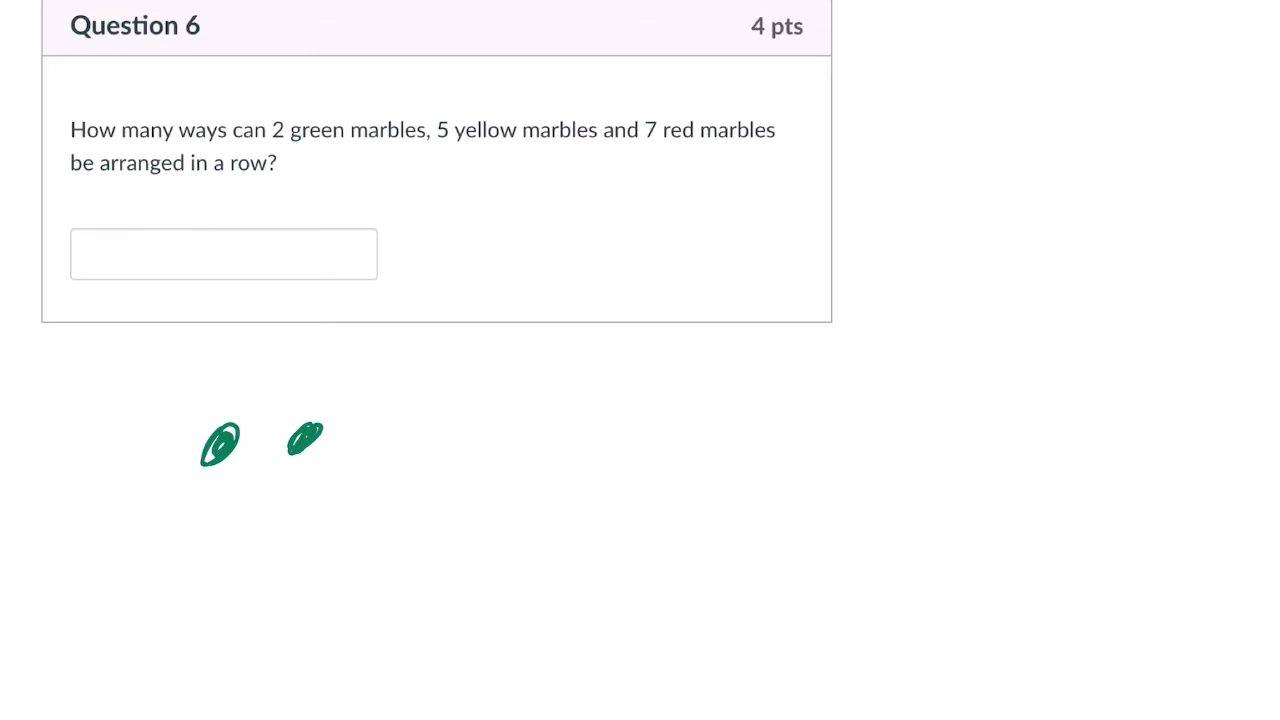 Question 6
4 pts
How many ways can 2 green marbles, 5 yellow marbles and 7 red marbles
be arranged in a row?